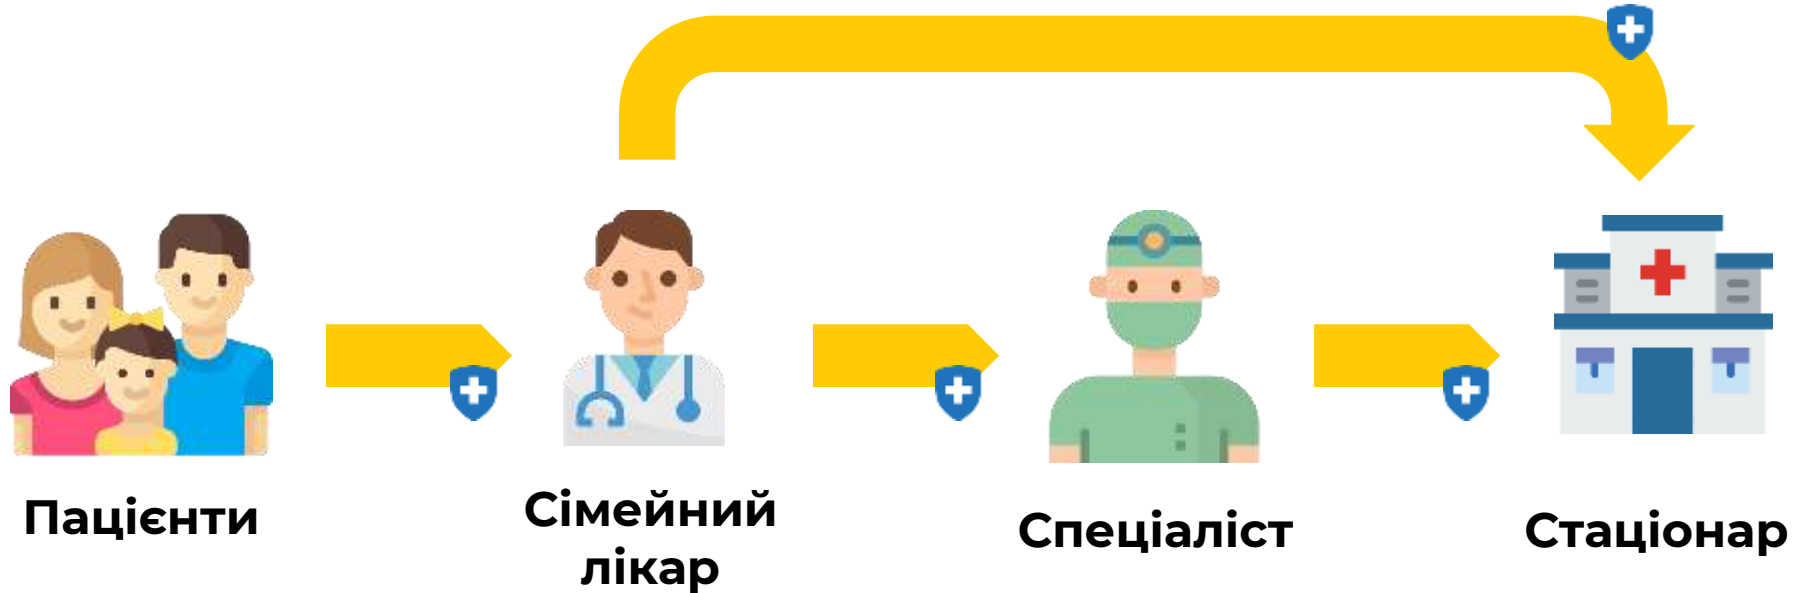 Пацієнти
Сімейний
лікар
Спеціаліст
Стаціонар